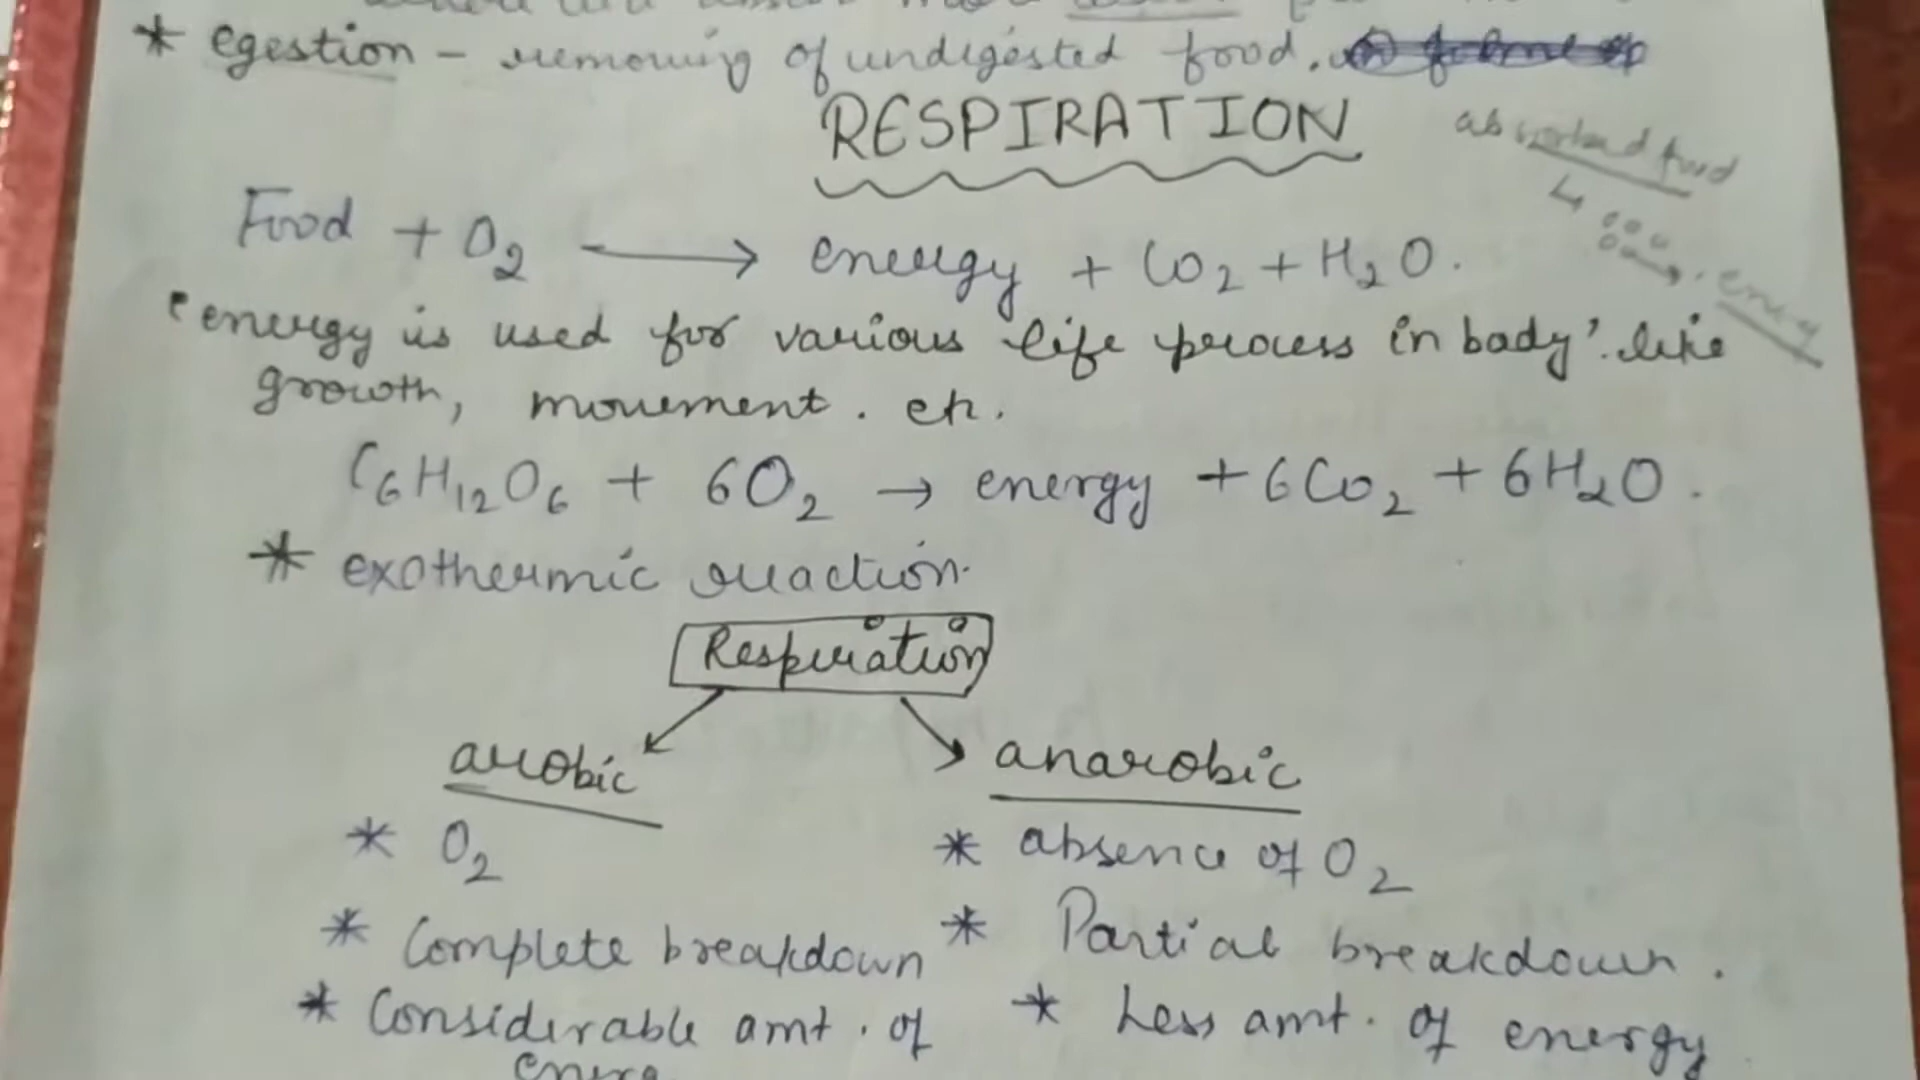 * egestion - removing of undigested food.
RESPIRATION
absorbed food
Food + O2 → energy + CO2 + H2O.
energy
"energy is used for various life process in body'. like
growth, movement. etc.
C6H12O6 + 6O2 → energy + 6CO2 + 6H2O.
* exothermic reaction.
Respiration
arobic
anarobic
* O2
* absence of O2
* Complete breakdown
* Partial breakdown.
* Considerable amt. of
* Less amt. of energy